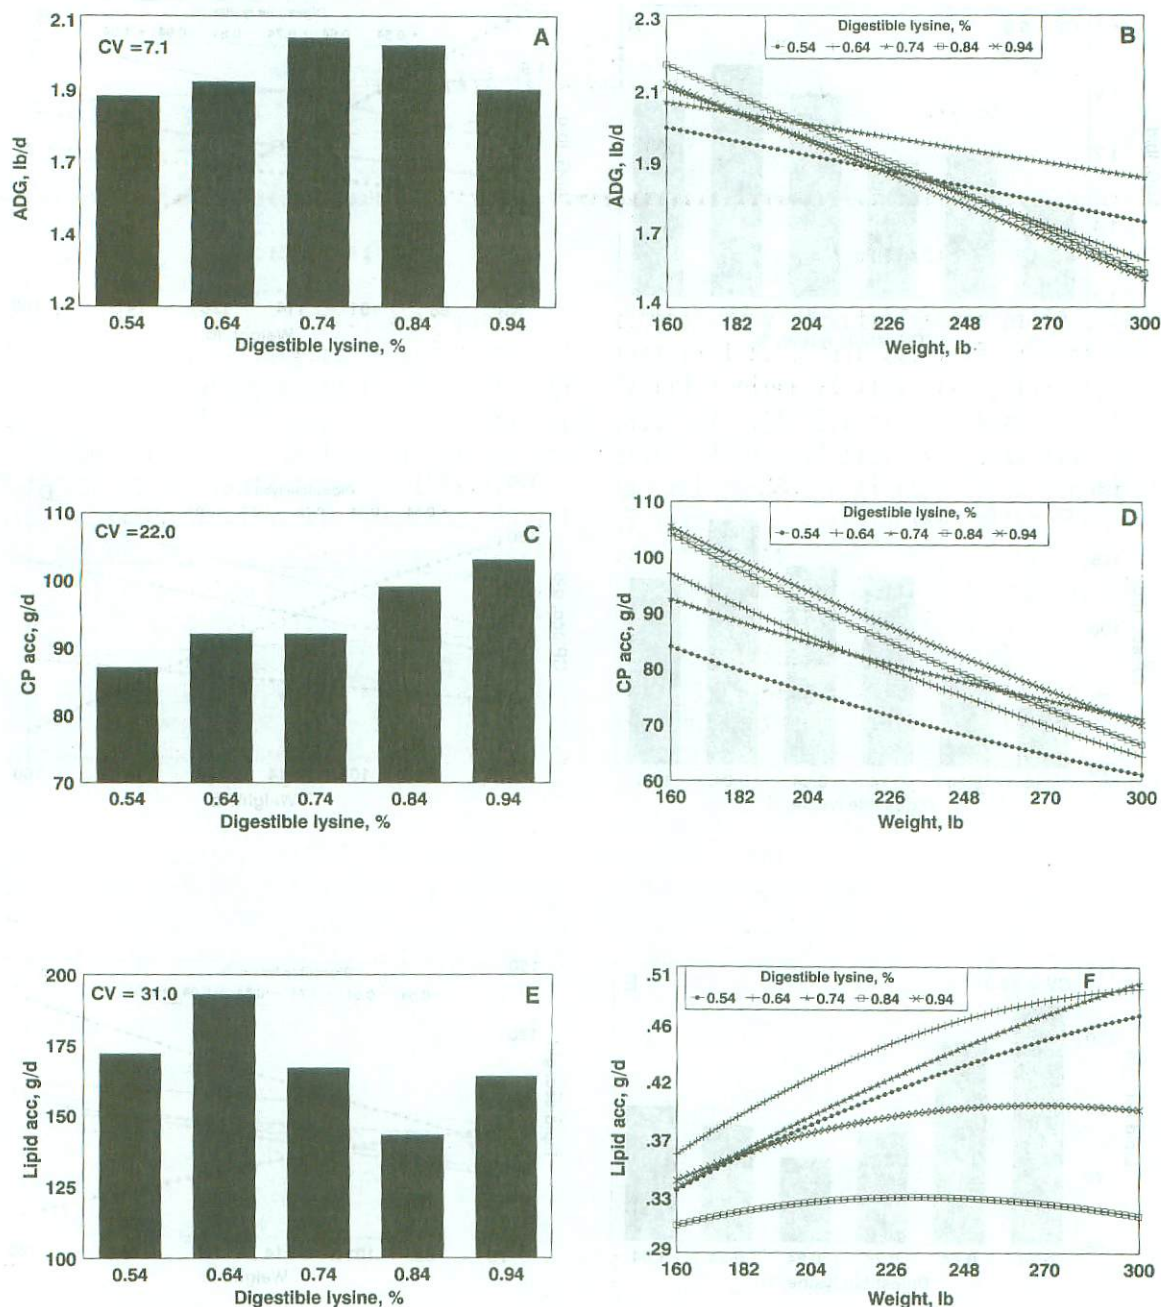 A
CV =7.1
2.1
1.9
1.7
1.4
1.2
ADG, lb/d
0.54 0.64 0.74 0.84 0.94
Digestible lysine, %
B
Digestible lysine, %
0.54 0.64 0.74 0.84 0.94
2.3
2.1
1.9
1.7
1.4
ADG, lb/d
160 182 204 226 248 270 300
Weight, lb
C
CV =22.0
110
100
90
80
70
CP acc, g/d
0.54 0.64 0.74 0.84 0.94
Digestible lysine, %
D
Digestible lysine, %
0.54 0.64 0.74 0.84 0.94
110
100
90
80
70
60
CP acc, g/d
160 182 204 226 248 270 300
Weight, lb
E
CV = 31.0
200
175
150
125
100
Lipid acc, g/d
0.54 0.64 0.74 0.84 0.94
Digestible lysine, %
F
Digestible lysine, %
0.54 0.64 0.74 0.84 0.94
.51
.46
.42
.37
.33
.29
Lipid acc, g/d
160 182 204 226 248 270 300
Weight, lb